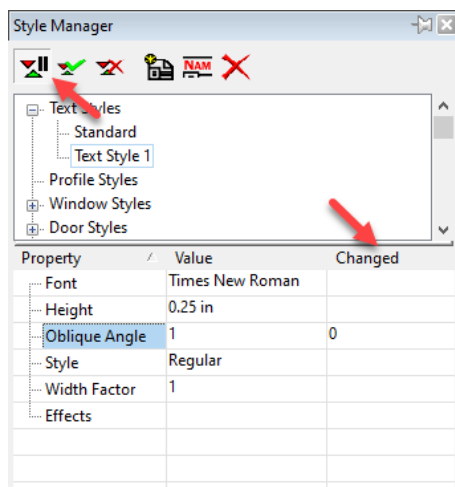 Style Manager
NAM
Text Styles
Standard
Text Style 1
Profile Styles
Window Styles
Door Styles
Property Value Changed
Font Times New Roman
Height 0.25 in
Oblique Angle 1 0
Style Regular
Width Factor 1
Effects